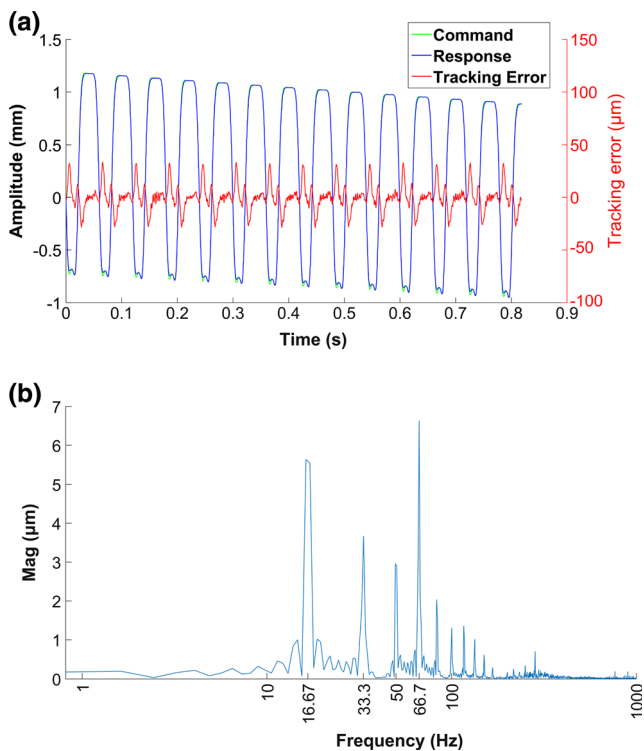 (a)
1.5
1
0.5
0
-0.5
-1
Amplitude (mm)
Command
Response
Tracking Error
150
100
50
0
-50
-100
Tracking error (µm)
0 0.1 0.2 0.3 0.4 0.5 0.6 0.7 0.8 0.9
Time (s)
(b)
7
6
5
4
3
2
1
0
Mag (µm)
1 10 16.67 33.3 50 66.7 100 1000
Frequency (Hz)